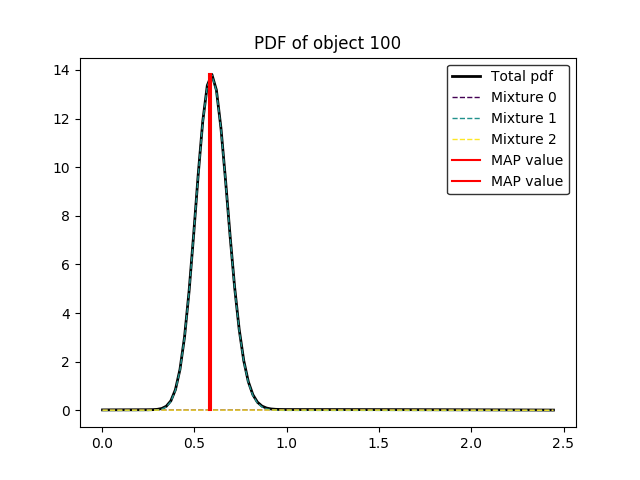 PDF of object 100
14
12
10
8
6
4
2
0
0.0 0.5 1.0 1.5 2.0 2.5
Total pdf
Mixture 0
Mixture 1
Mixture 2
MAP value
MAP value